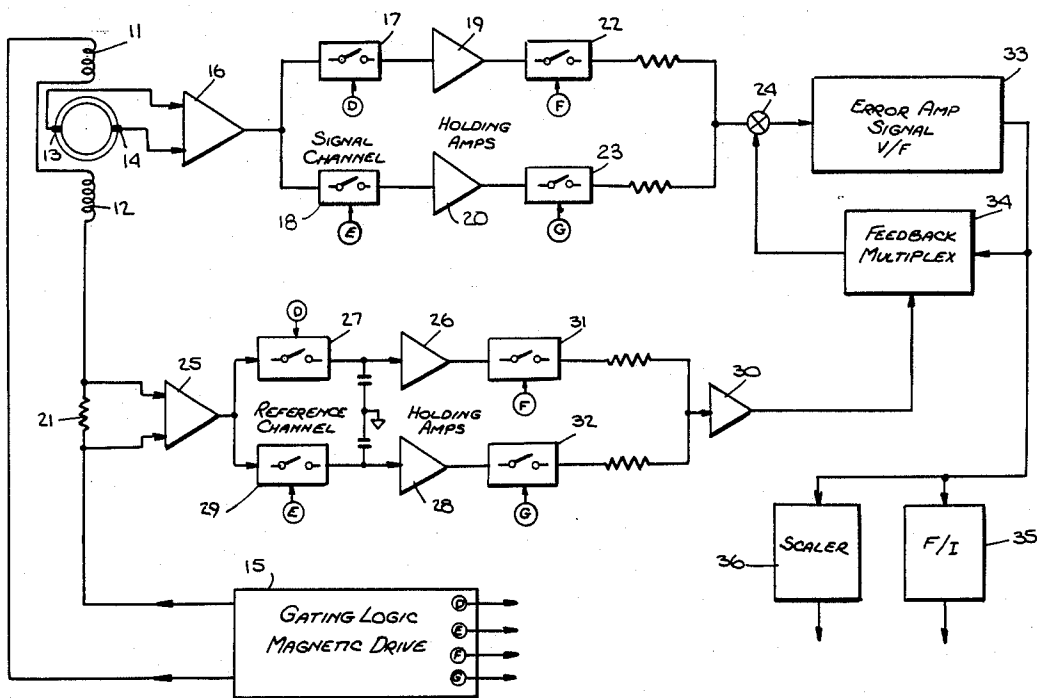 11
17
19
22
33
16
24
ERROR AMP
SIGNAL
V/F
D
F
13
14
SIGNAL
CHANNEL
HOLDING
AMPS
23
34
12
18
E
20
G
FEEDBACK
MULTIPLEX
D
27
26
31
25
30
F
21
REFERENCE
CHANNEL
HOLDING
AMPS
32
29
E
28
G
SCALER
F/I
35
36
15
GATING LOGIC
MAGNETIC DRIVE
D
E
F
G